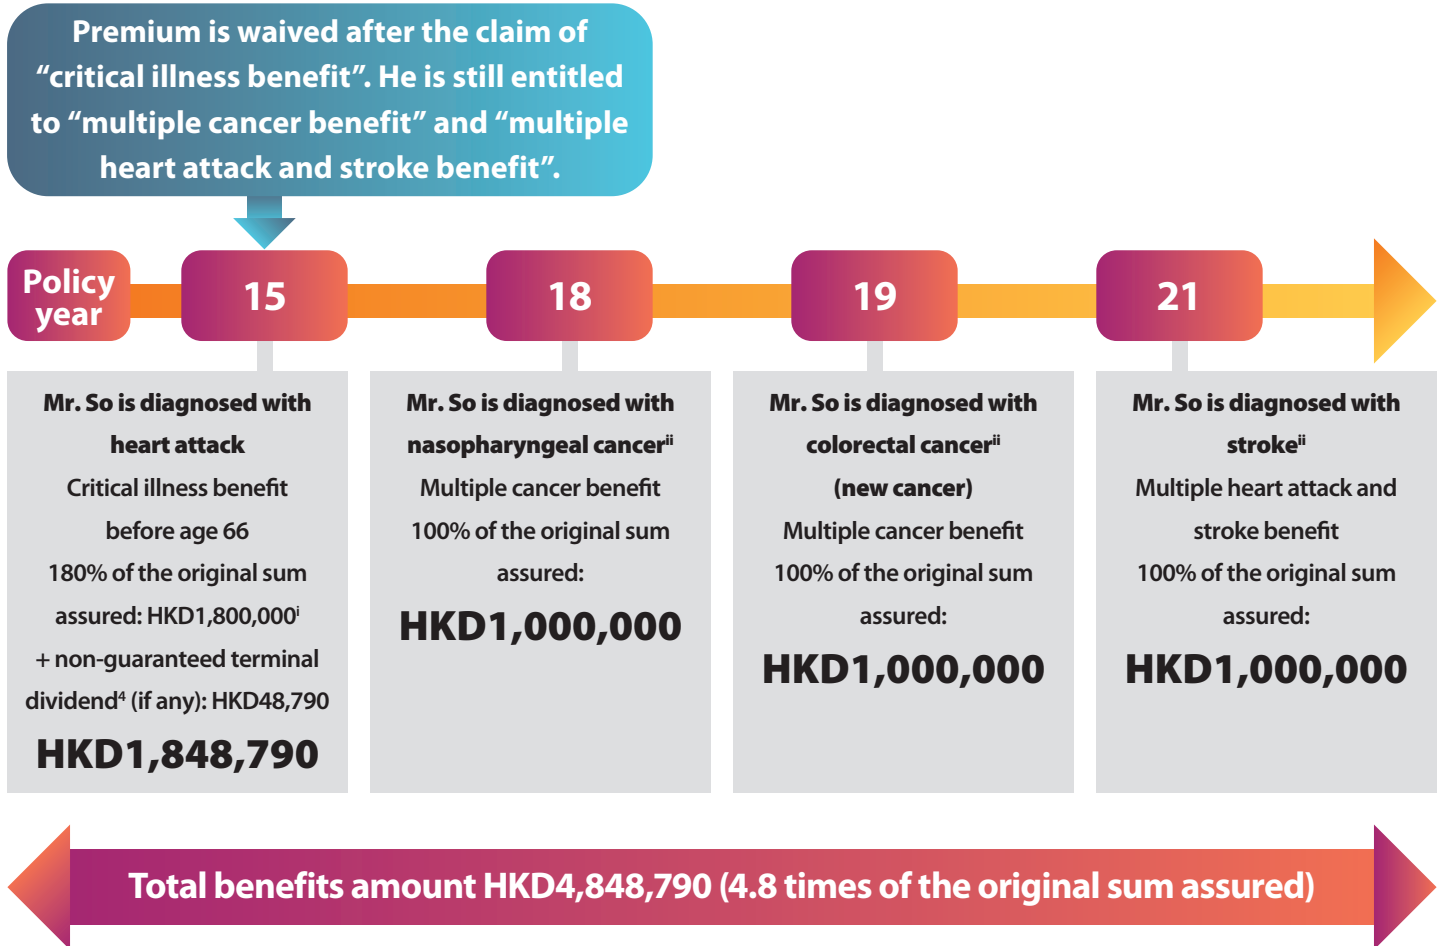 Premium is waived after the claim of
“critical illness benefit”. He is still entitled
to “multiple cancer benefit” and “multiple
heart attack and stroke benefit”.
Policy
year
15
18
19
21
Mr. So is diagnosed with
heart attack
Critical illness benefit
before age 66
180% of the original sum
assured: HKD1,800,000ⁱ
+ non-guaranteed terminal
dividend⁴ (if any): HKD48,790
HKD1,848,790
Mr. So is diagnosed with
nasopharyngeal cancerⁱⁱ
Multiple cancer benefit
100% of the original sum
assured:
HKD1,000,000
Mr. So is diagnosed with
colorectal cancerⁱⁱ
(new cancer)
Multiple cancer benefit
100% of the original sum
assured:
HKD1,000,000
Mr. So is diagnosed with
strokeⁱⁱ
Multiple heart attack and
stroke benefit
100% of the original sum
assured:
HKD1,000,000
Total benefits amount HKD4,848,790 (4.8 times of the original sum assured)